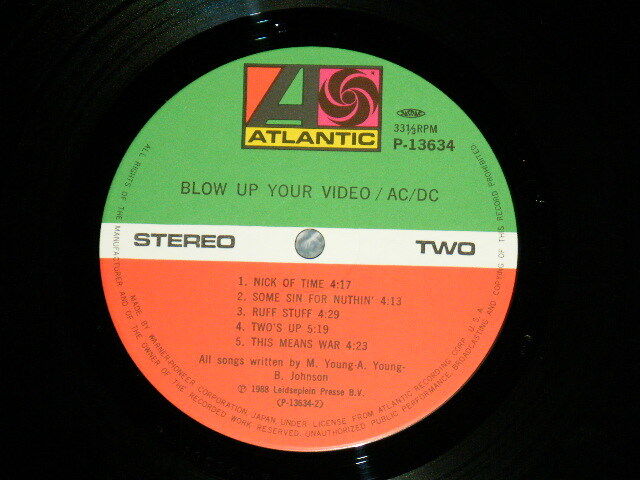 ATLANTIC
33⅓RPM
P-13634
BLOW UP YOUR VIDEO / AC/DC
STEREO
TWO
1. NICK OF TIME 4:17
2. SOME SIN FOR NUTHIN' 4:13
3. RUFF STUFF 4:29
4. TWO'S UP 5:19
5. THIS MEANS WAR 4:23
All songs written by M. Young-A. Young-
B. Johnson
℗ 1988 Leidseplein Presse B.V.
(P-13634-2)
ALL RIGHTS OF THE MANUFACTURER AND OF THE OWNER OF THE RECORDED WORK RESERVED. UNAUTHORIZED PUBLIC PERFORMANCE, BROADCASTING AND COPYING OF THIS RECORD PROHIBITED.
MADE BY WARNER-PIONEER CORPORATION JAPAN UNDER LICENSE FROM ATLANTIC RECORDING CORP. U.S.A.